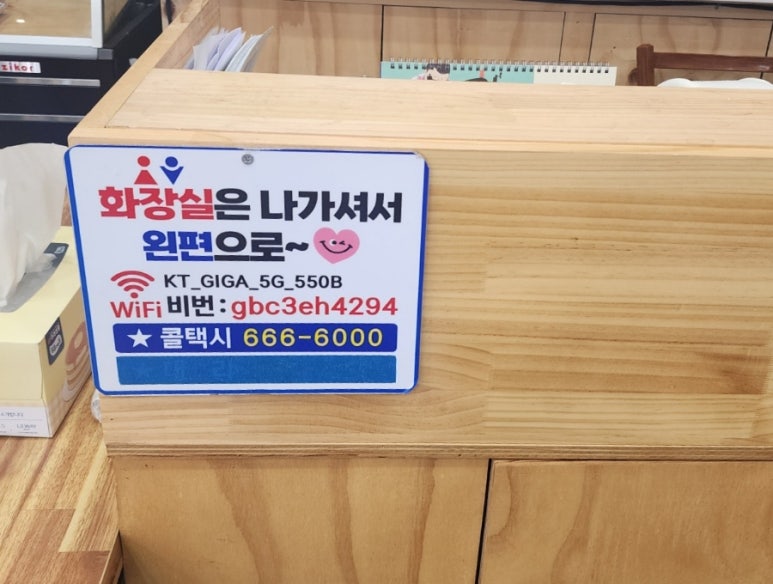 zikor
화장실은 나가셔서
왼편으로~
KT_GIGA_5G_550B
WiFi 비번:gbc3eh4294
★ 콜택시 666-6000